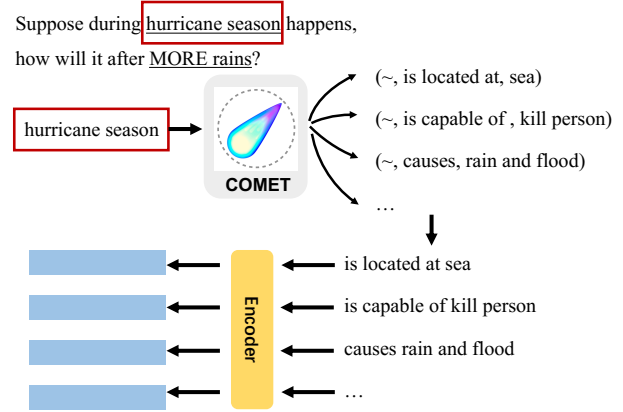 Suppose during hurricane season happens,
how will it after MORE rains?
hurricane season
COMET
(~, is located at, sea)
(~, is capable of , kill person)
(~, causes, rain and flood)
…
Encoder
is located at sea
is capable of kill person
causes rain and flood
…